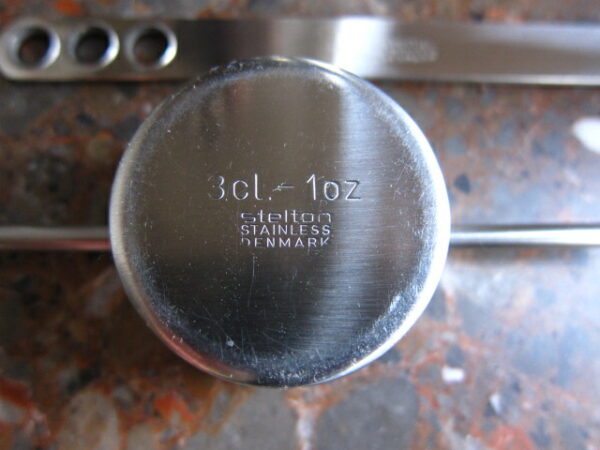 3cl.-1oz
stelton
STAINLESS
DENMARK